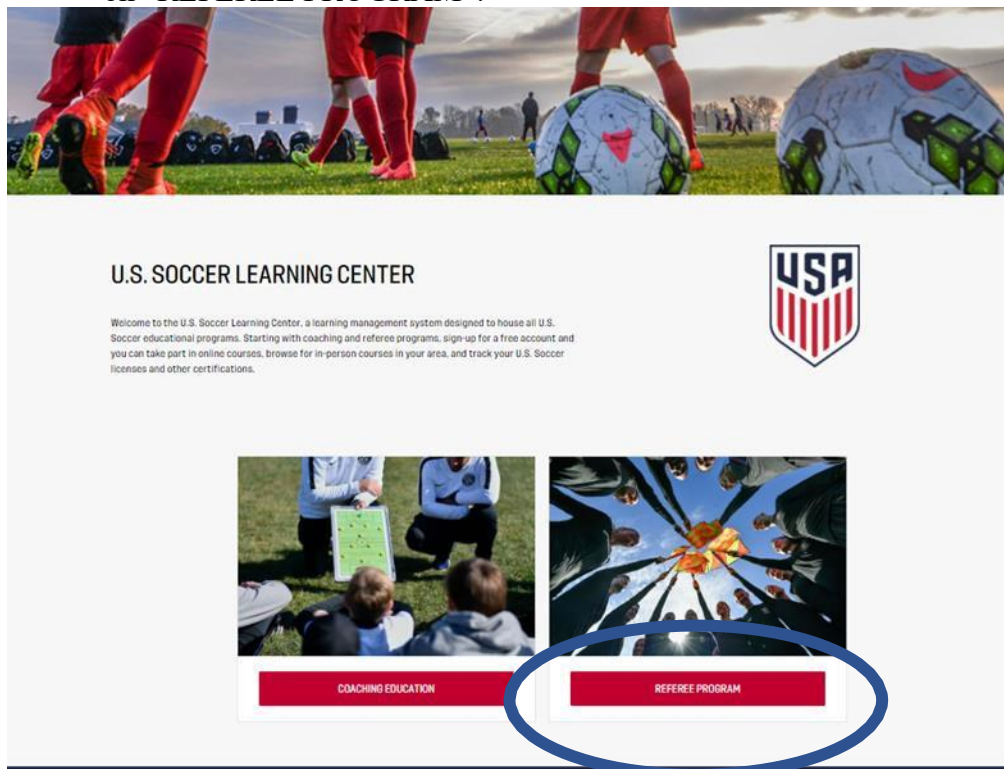 REFEREE PROGRAM
U.S. SOCCER LEARNING CENTER
USA
Welcome to the U.S. Soccer Learning Center, a learning management system designed to house all U.S.
Soccer educational programs. Starting with coaching and referee programs, sign-up for a free account and
you can take part in online courses, browse for in-person courses in your area, and track your U.S. Soccer
licenses and other certifications.
COACHING EDUCATION
REFEREE PROGRAM